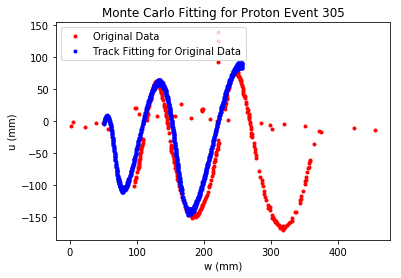 Monte Carlo Fitting for Proton Event 305
Original Data
Track Fitting for Original Data
u (mm)
150
100
50
0
−50
−100
−150
0 100 200 300 400
w (mm)